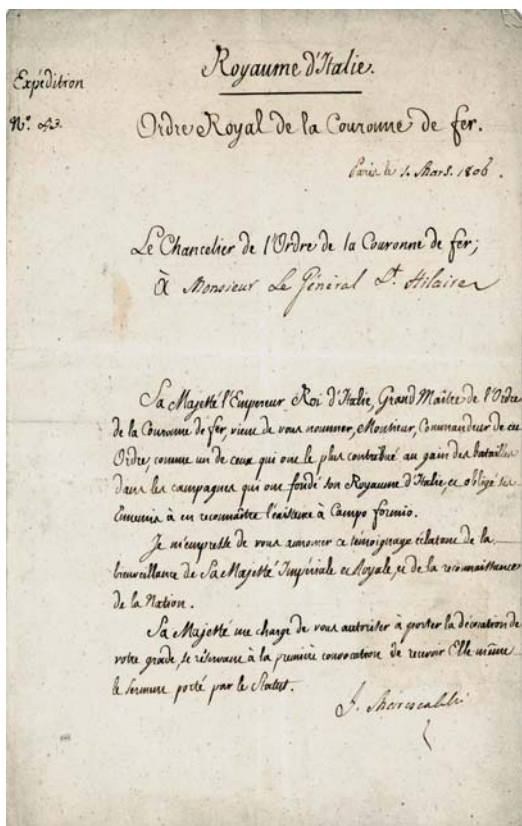 Royaume d'Italie.
Expédition
N.º 43.
Ordre Royal de la Couronne de fer.
Paris le 1. Mars. 1806.
Le Chancelier de l'Ordre de la Couronne de fer;
À Monsieur Le Général St. Hilaire
Sa Majesté l'Empereur Roi d'Italie, Grand Maître de l'Ordre
de la Couronne de fer, vient de vous nommer, Monsieur, Commandeur de cet
Ordre, comme un de ceux qui ont le plus contribué au gain des batailles
dans les campagnes qui ont fondé son Royaume d'Italie, et obligé ses
Ennemis à en reconnaître l'existence à Campo formio.
Je m'empresse de vous annoncer ce témoignage éclatant de la
bienveillance de Sa Majesté Impériale et Royale, et de la reconnaissance
de la Nation.
Sa Majesté me charge de vous autoriser à porter la décoration de
votre grade, se réservant à la première convocation de recevoir Elle même
le serment porté par le Statut.